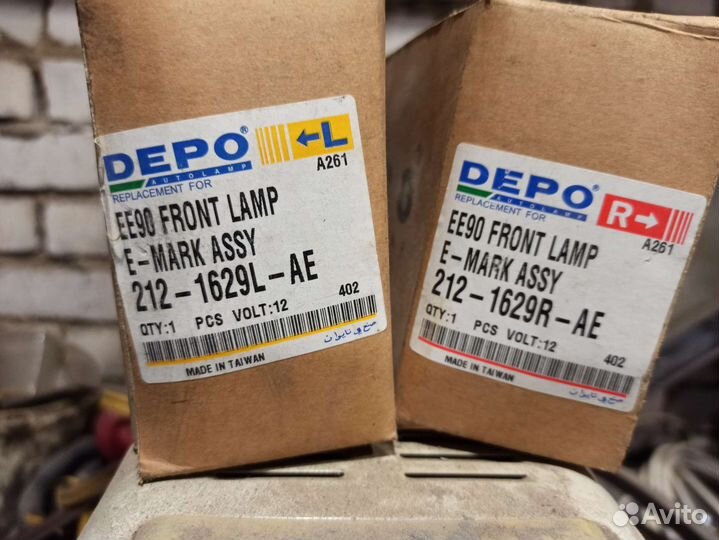 DEPO®
AUTOLAMP
REPLACEMENT FOR
←L
A261
EE90 FRONT LAMP
E-MARK ASSY
212-1629L-AE
QTY:1 PCS VOLT:12 402
MADE IN TAIWAN
DEPO®
AUTOLAMP
REPLACEMENT FOR
R→
A261
EE90 FRONT LAMP
E-MARK ASSY
212-1629R-AE
QTY:1 PCS VOLT:12 402
MADE IN TAIWAN
Avito